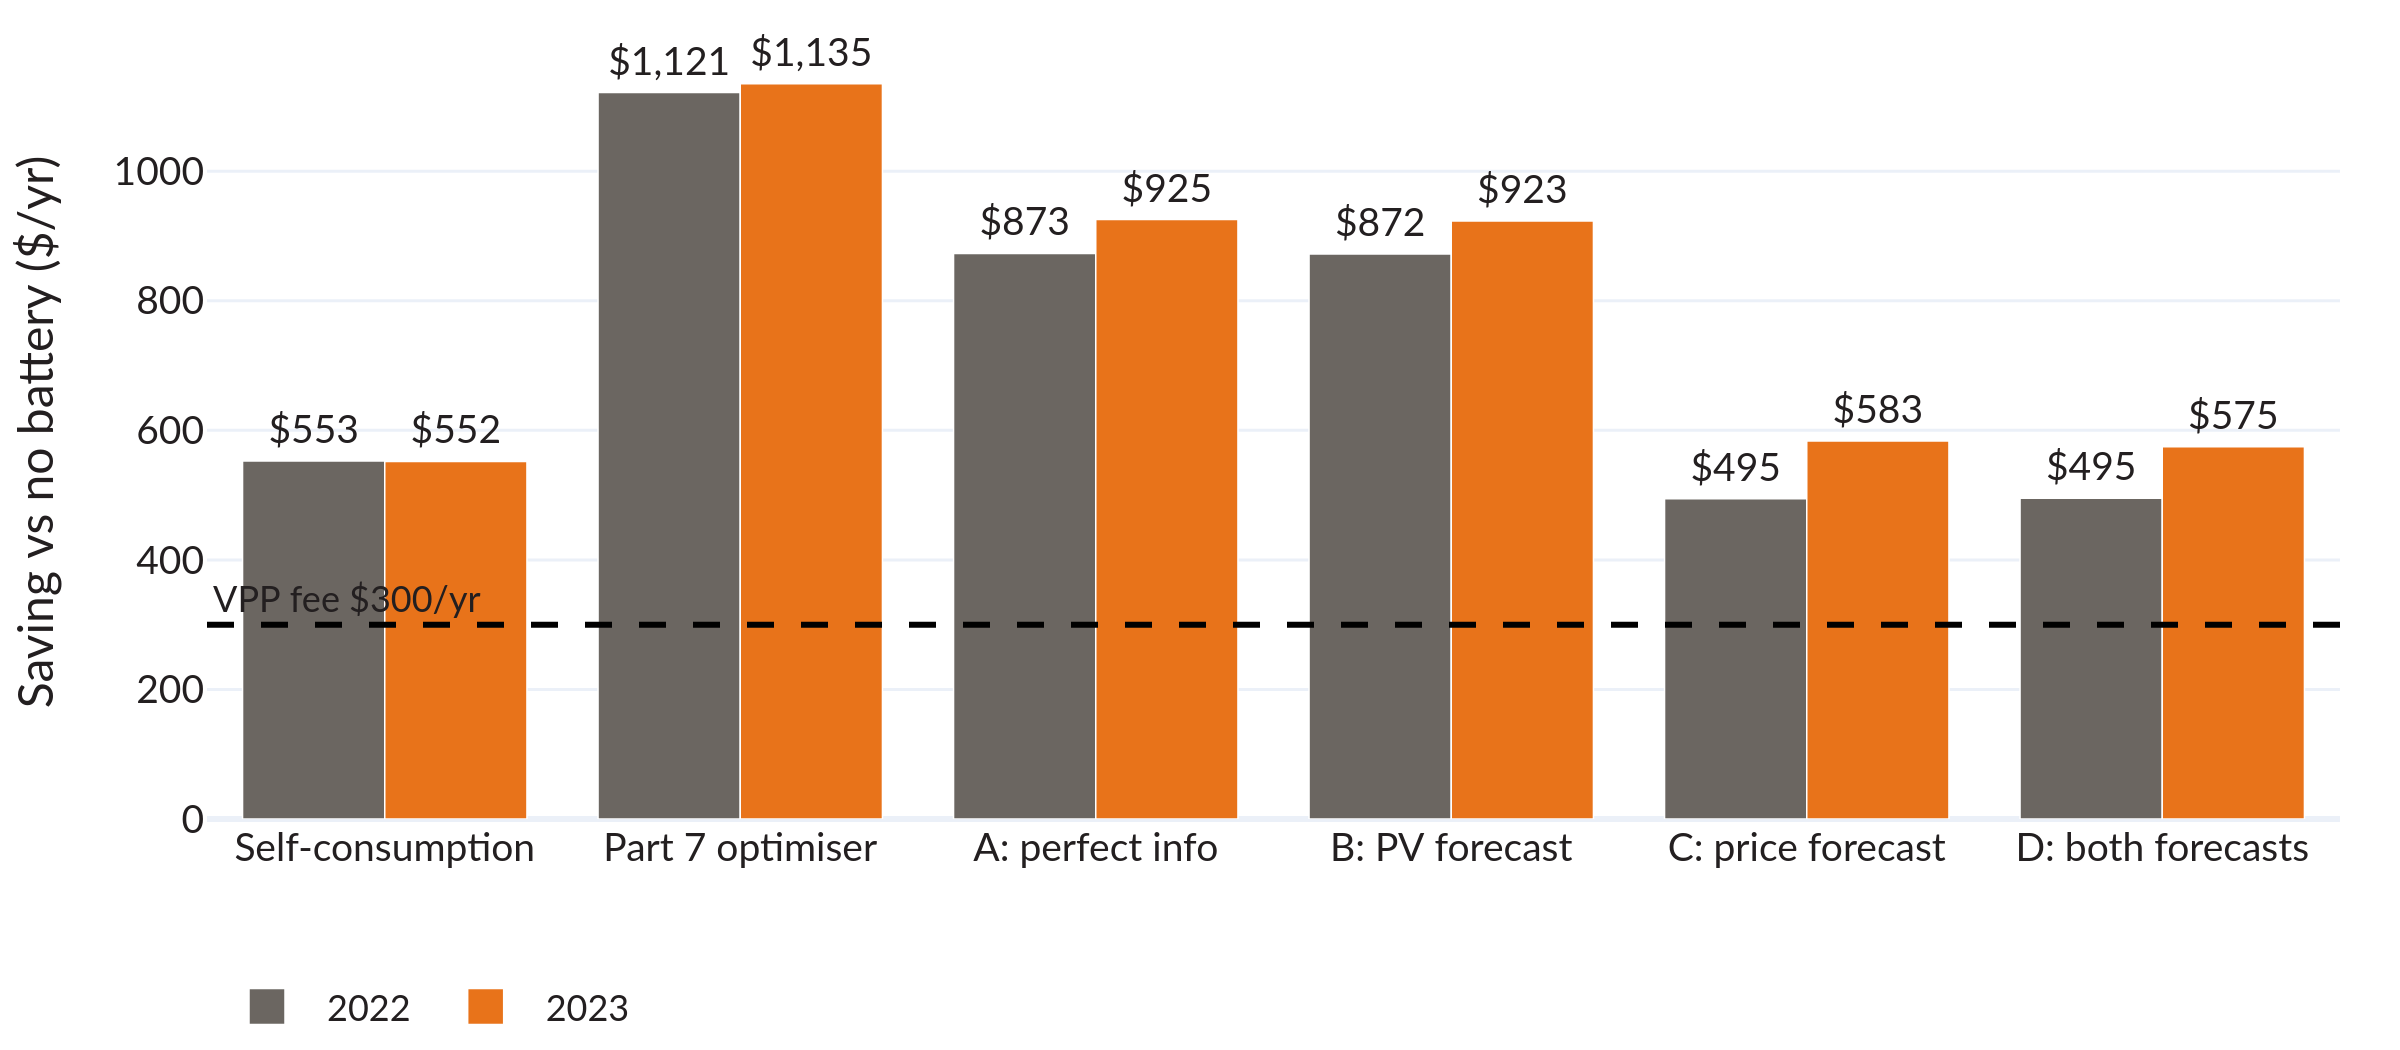 Saving vs no battery ($/yr)
1000
800
600
400
200
0
$553
$552
$1,121
$1,135
$873
$925
$872
$923
$495
$583
$495
$575
VPP fee $300/yr
Self-consumption
Part 7 optimiser
A: perfect info
B: PV forecast
C: price forecast
D: both forecasts
2022
2023